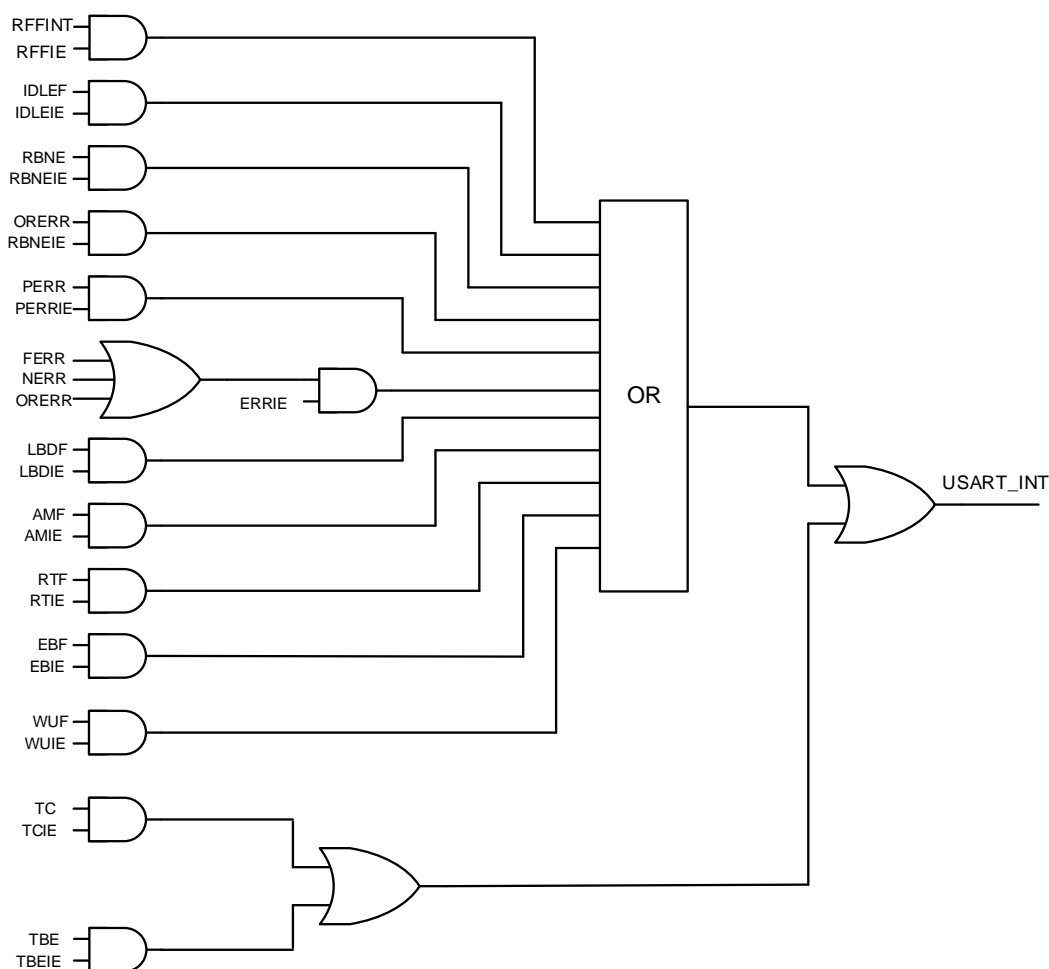 RFFINT
RFFIE
IDLEF
IDLEIE
RBNE
RBNEIE
ORERR
RBNEIE
PERR
PERRIE
FERR
NERR
ORERR
ERRIE
OR
LBDF
LBDIE
AMF
AMIE
RTF
RTIE
EBF
EBIE
WUF
WUIE
TC
TCIE
TBE
TBEIE
USART_INT